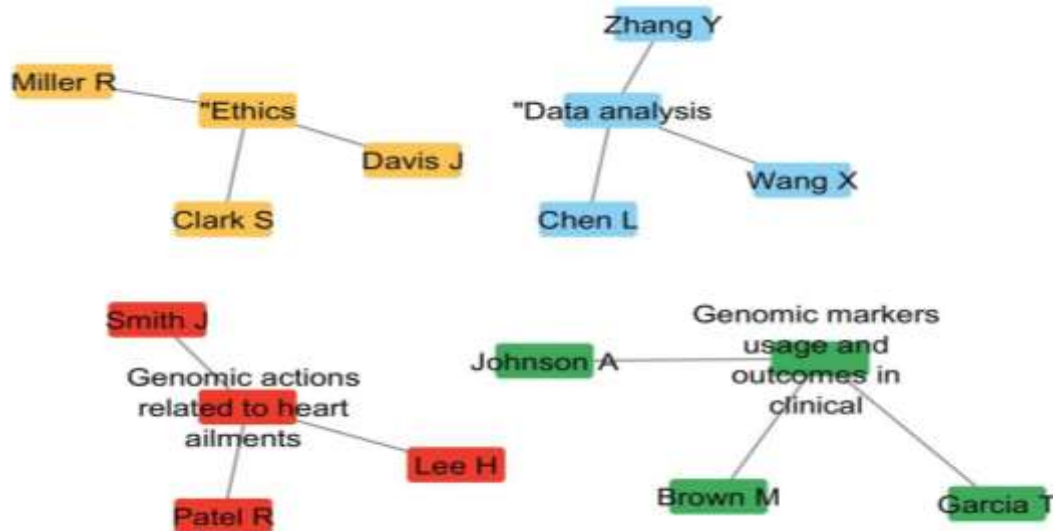 Zhang Y
Miller R
"Ethics
"Data analysis
Davis J
Wang X
Clark S
Chen L
Smith J
Genomic actions
related to heart
ailments
Lee H
Patel R
Genomic markers
usage and
outcomes in
clinical
Johnson A
Brown M
Garcia T